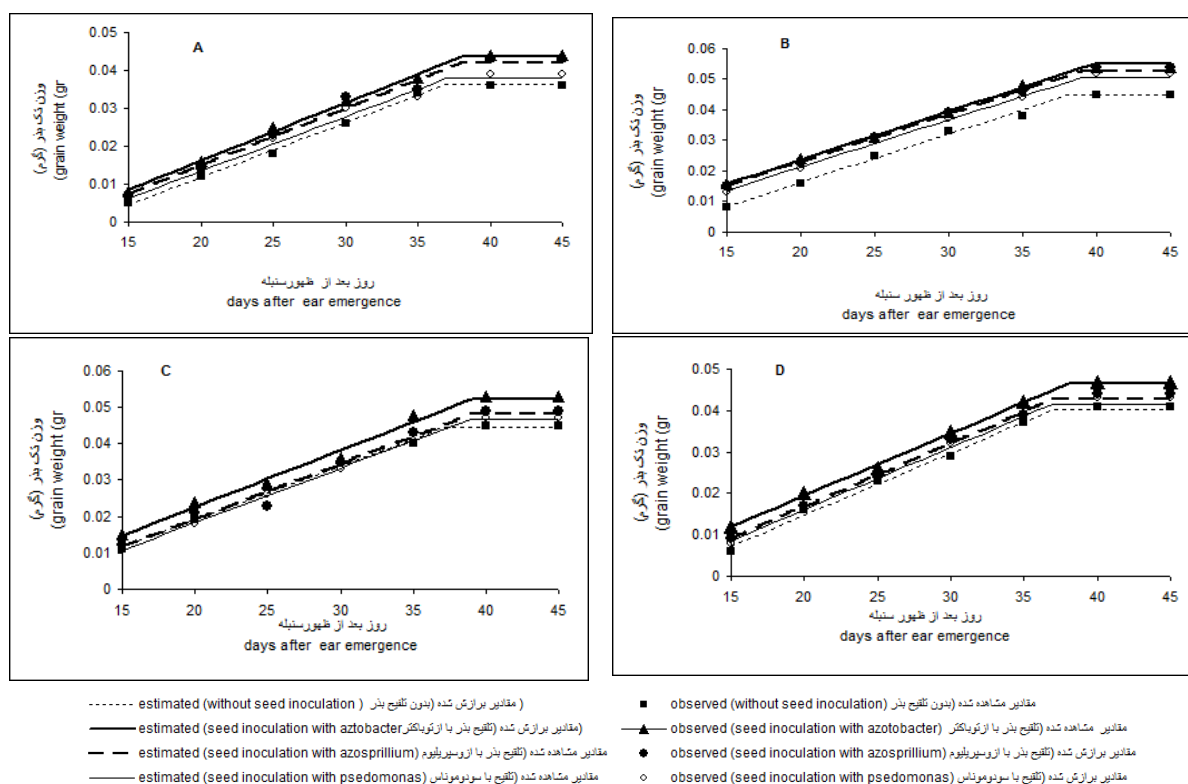 A
0.05
0.04
0.03
0.02
0.01
0
15 20 25 30 35 40 45
وزن تک بذر (گرم)
(grain weight (gr
روز بعد از ظهورسنبله
days after ear emergence
B
0.06
0.05
0.04
0.03
0.02
0.01
0
15 20 25 30 35 40 45
وزن تک بذر (گرم)
(grain weight (gr
روز بعد از ظهور سنبله
days after ear emergence
C
0.06
0.05
0.04
0.03
0.02
0.01
0
15 20 25 30 35 40 45
وزن تک بذر (گرم)
(grain weight (gr
روز بعد از ظهورسنبله
days after ear emergence
D
0.05
0.04
0.03
0.02
0.01
0
15 20 25 30 35 40 45
وزن تک بذر (گرم)
(grain weight (gr
روز بعد از ظهور سنبله
days after ear emergence
estimated (without seed inoculation ) مقادیر برازش شده (بدون تلقیح بذر )
estimated (seed inoculation with aztobacter مقادیر برازش شده (تلقیح بذر با ازتوباکتر)
estimated (seed inoculation with azosprillium) مقادیر مشاهده شده (تلقیح بذر با ازوسپریلیوم
estimated (seed inoculation with psedomonas) مقادیر مشاهده شده (تلقیح با سودوموناس
observed (without seed inoculation) مقادیر مشاهده شده (بدون تلقیح بذر
observed (seed inoculation with azotobacter) مقادیر مشاهده شده (تلقیح بذر با ازتوباکتر
observed (seed inoculation with azosprillium) مقادیر برازش شده (تلقیح بذر با ازوسپریلیوم
observed (seed inoculation with psedomonas) مقادیر برازش شده (تلقیح با سودوموناس